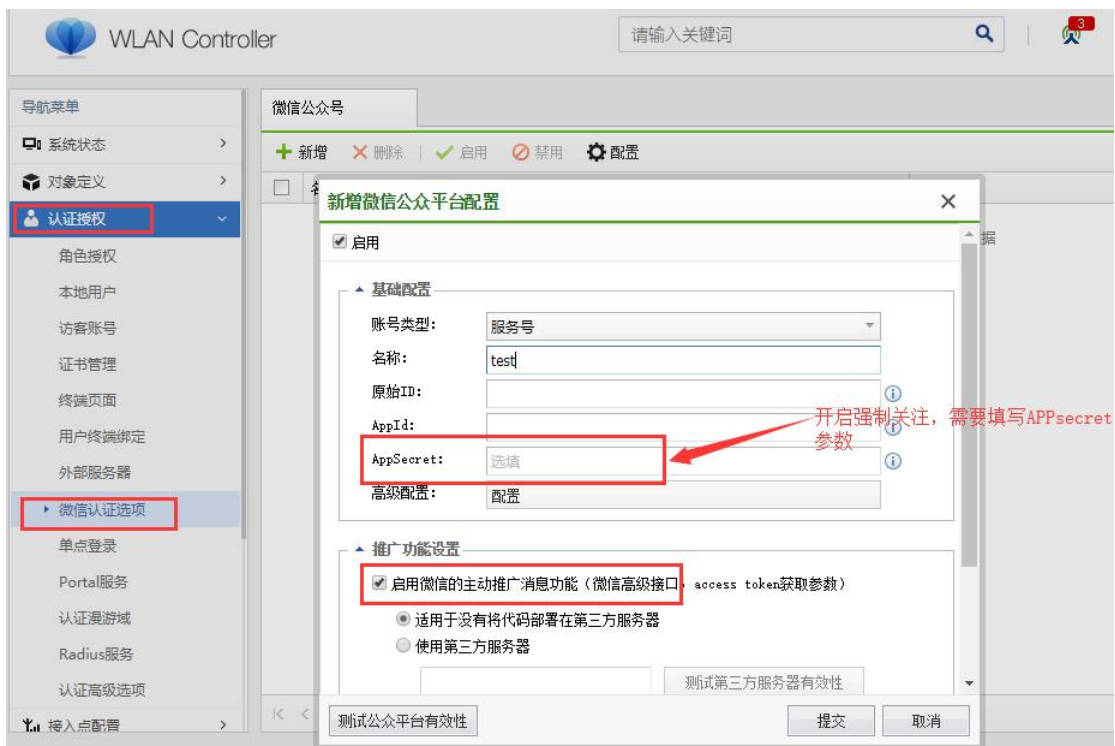 WLAN Controller
请输入关键词
3
导航菜单
系统状态
对象定义
认证授权
角色授权
本地用户
访客账号
证书管理
终端页面
用户终端绑定
外部服务器
微信认证选项
单点登录
Portal服务
认证漫游域
Radius服务
认证高级选项
接入点配置
微信公众号
新增 删除 启用 禁用 配置
据
新增微信公众平台配置
启用
基础配置
账号类型: 服务号
名称: test
原始ID:
AppId:
AppSecret: 选填
高级配置: 配置
开启强制关注，需要填写APPsecret
参数
推广功能设置
启用微信的主动推广消息功能（微信高级接口，access token获取参数）
适用于没有将代码部署在第三方服务器
使用第三方服务器
测试第三方服务器有效性
测试公众平台有效性 提交 取消